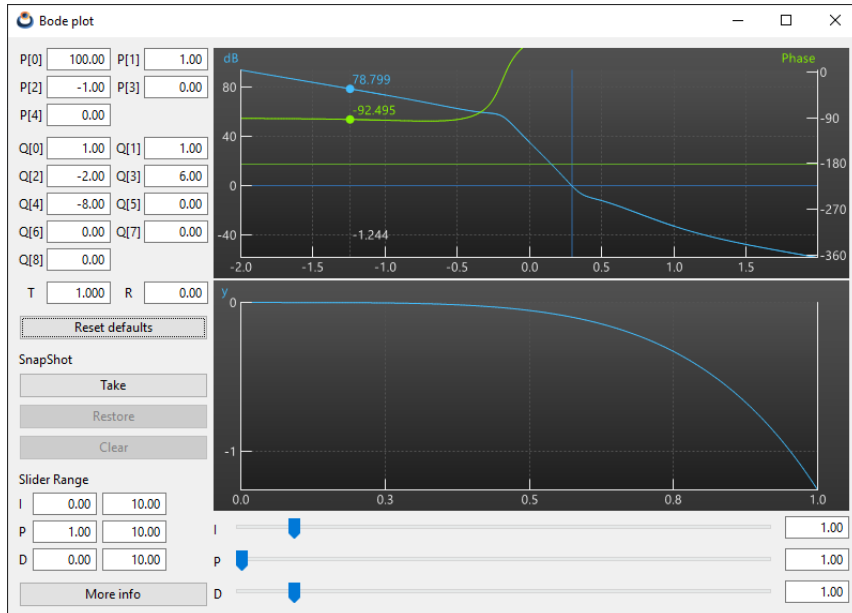 Bode plot
P[0] 100.00 P[1] 1.00
P[2] -1.00 P[3] 0.00
P[4] 0.00
Q[0] 1.00 Q[1] 1.00
Q[2] -2.00 Q[3] 6.00
Q[4] -8.00 Q[5] 0.00
Q[6] 0.00 Q[7] 0.00
Q[8] 0.00
T 1.000 R 0.00
Reset defaults
SnapShot
Take
Restore
Clear
Slider Range
I 0.00 10.00
P 1.00 10.00
D 0.00 10.00
More info
dB Phase
78.799
-92.495
-1.244
80
40
0
-40
0
-90
-180
-270
-360
-2.0 -1.5 -1.0 -0.5 0.0 0.5 1.0 1.5
y
0
-1
0.0 0.3 0.5 0.8 1.0
I 1.00
P 1.00
D 1.00